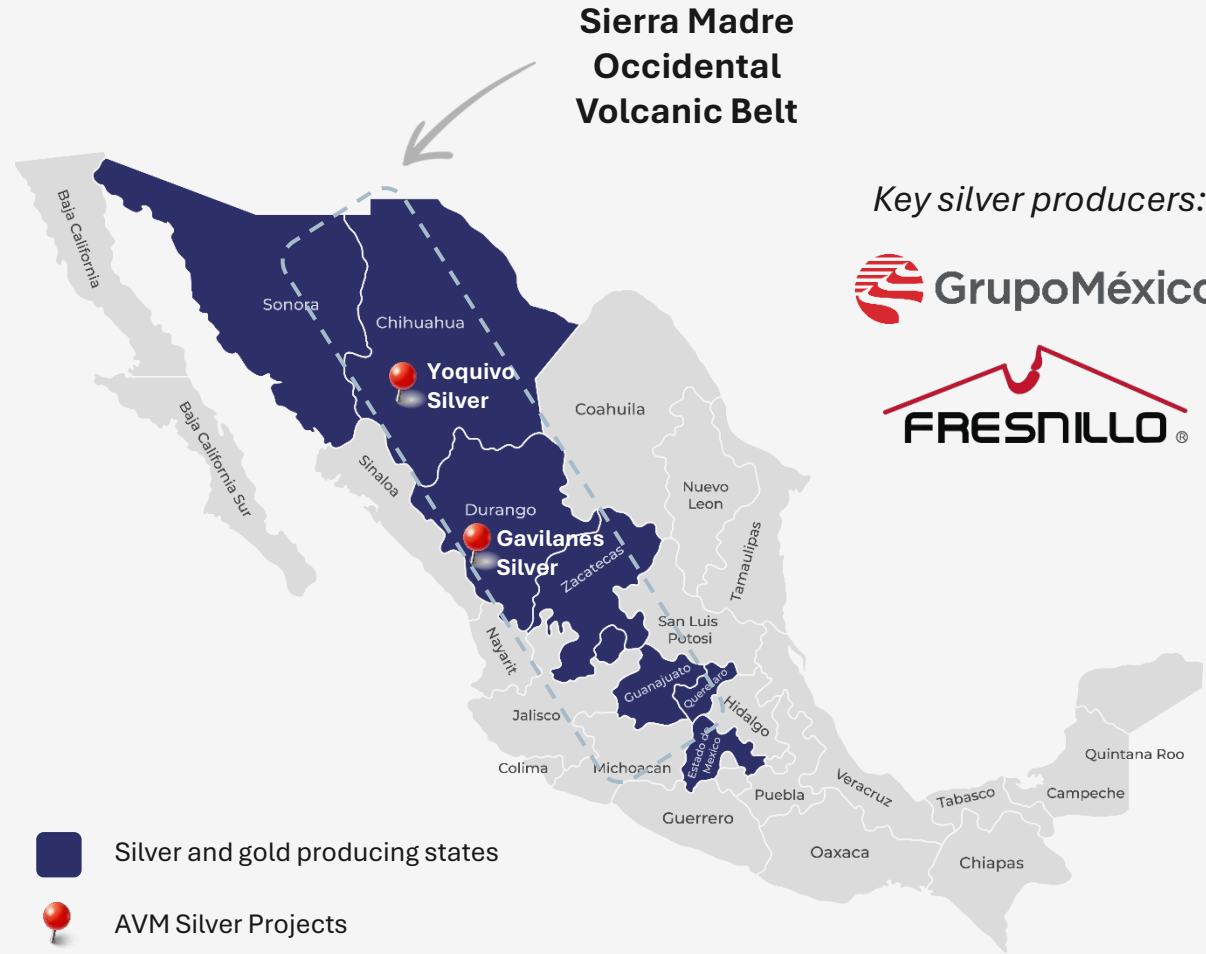 Sierra Madre
Occidental
Volcanic Belt
Key silver producers:
GrupoMéxico
FRESNILLO ®
Baja California
Baja California Sur
Sonora
Chihuahua
Yoquivo
Silver
Coahuila
Sinaloa
Nuevo
Leon
Durango
Gavilanes
Silver
Zacatecas
Tamaulipas
San Luis
Potosi
Nayarit
Guanajuato
Queretaro
Hidalgo
Jalisco
Estado de
Mexico
Colima
Michoacan
Puebla
Veracruz
Tabasco
Quintana Roo
Campeche
Guerrero
Oaxaca
Chiapas
Silver and gold producing states
AVM Silver Projects